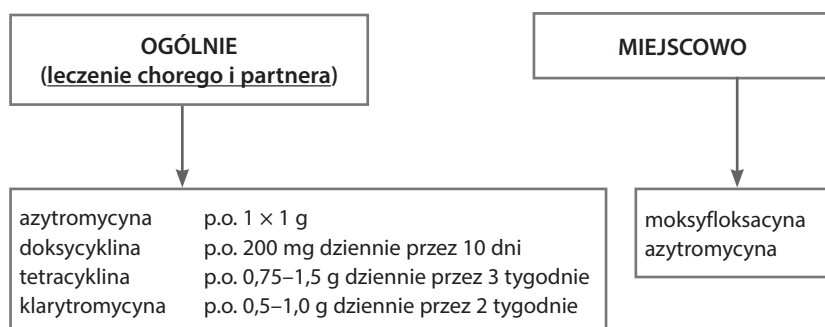 OGÓLNIE
(leczenie chorego i partnera)
MIEJSCOWO
azytromycyna p.o. 1 × 1 g
doksycyklina p.o. 200 mg dziennie przez 10 dni
tetracyklina p.o. 0,75–1,5 g dziennie przez 3 tygodnie
klarytromycyna p.o. 0,5–1,0 g dziennie przez 2 tygodnie
moksyfloksacyna
azytromycyna